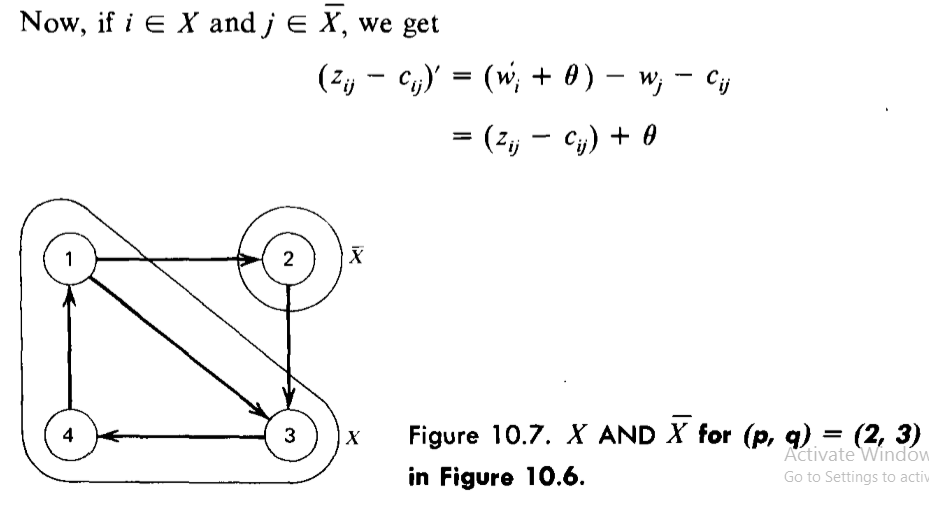 Now, if i ∈ X and j ∈ X̄, we get
(z_ij − c_ij)′ = (w_i + θ) − w_j − c_ij
= (z_ij − c_ij) + θ
1
2
X̄
4
3
X
Figure 10.7. X AND X̄ for (p, q) = (2, 3)
in Figure 10.6.
Activate Window
Go to Settings to activ